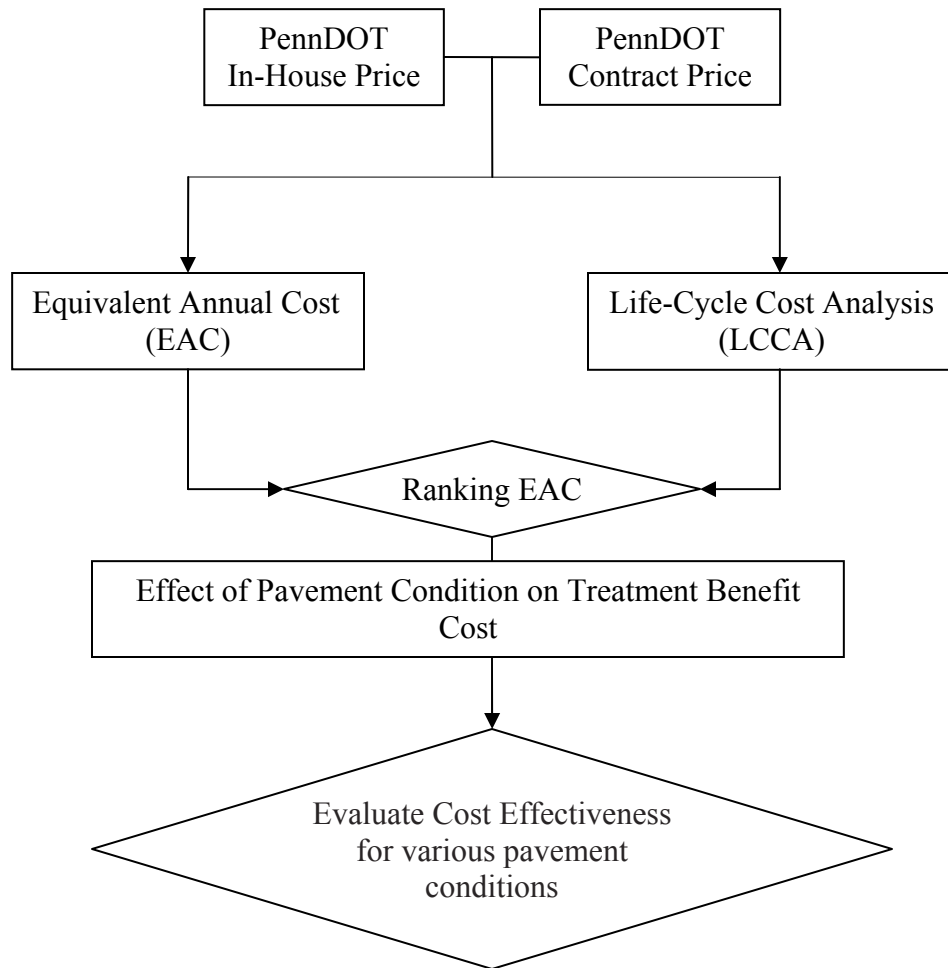 PennDOT
In-House Price
PennDOT
Contract Price
Equivalent Annual Cost
(EAC)
Life-Cycle Cost Analysis
(LCCA)
Ranking EAC
Effect of Pavement Condition on Treatment Benefit
Cost
Evaluate Cost Effectiveness
for various pavement
conditions